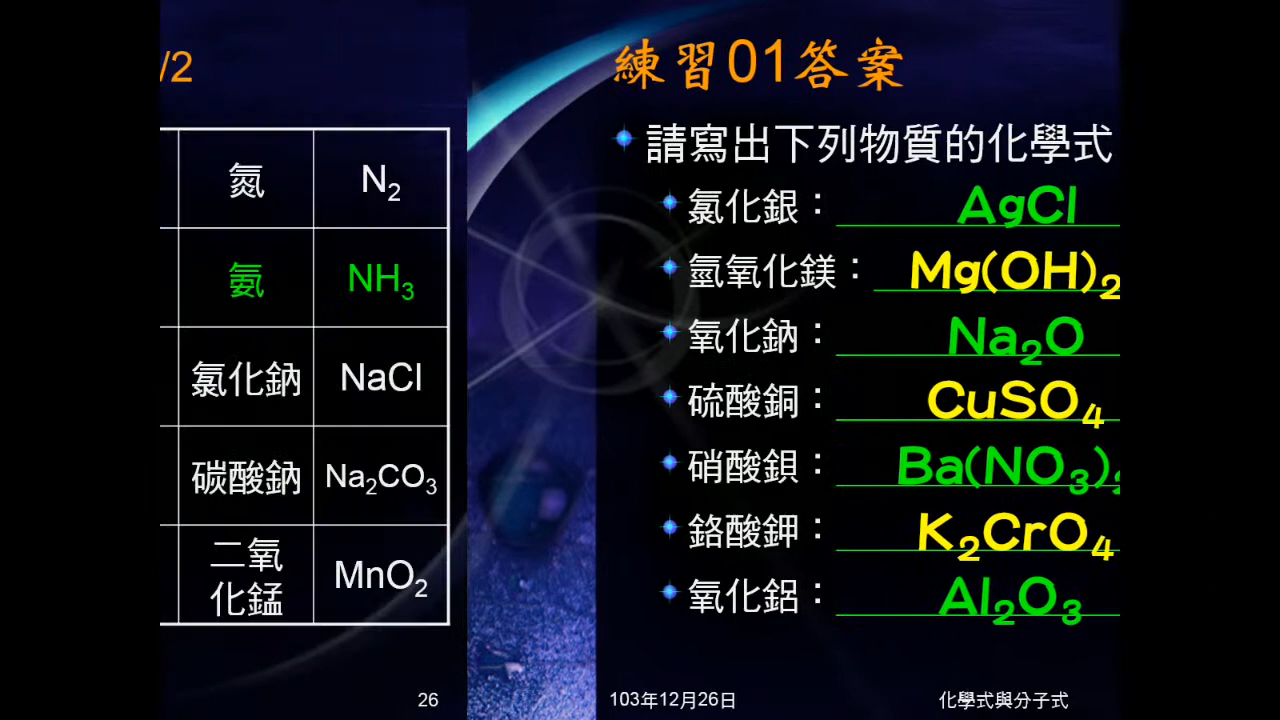 /2
氮 N₂
氨 NH₃
氯化鈉 NaCl
碳酸鈉 Na₂CO₃
二氧
化錳 MnO₂
26
練習01答案
請寫出下列物質的化學式
氯化銀：AgCl
氫氧化鎂：Mg(OH)₂
氧化鈉：Na₂O
硫酸銅：CuSO₄
硝酸鋇：Ba(NO₃)₂
鉻酸鉀：K₂CrO₄
氧化鋁：Al₂O₃
103年12月26日 化學式與分子式